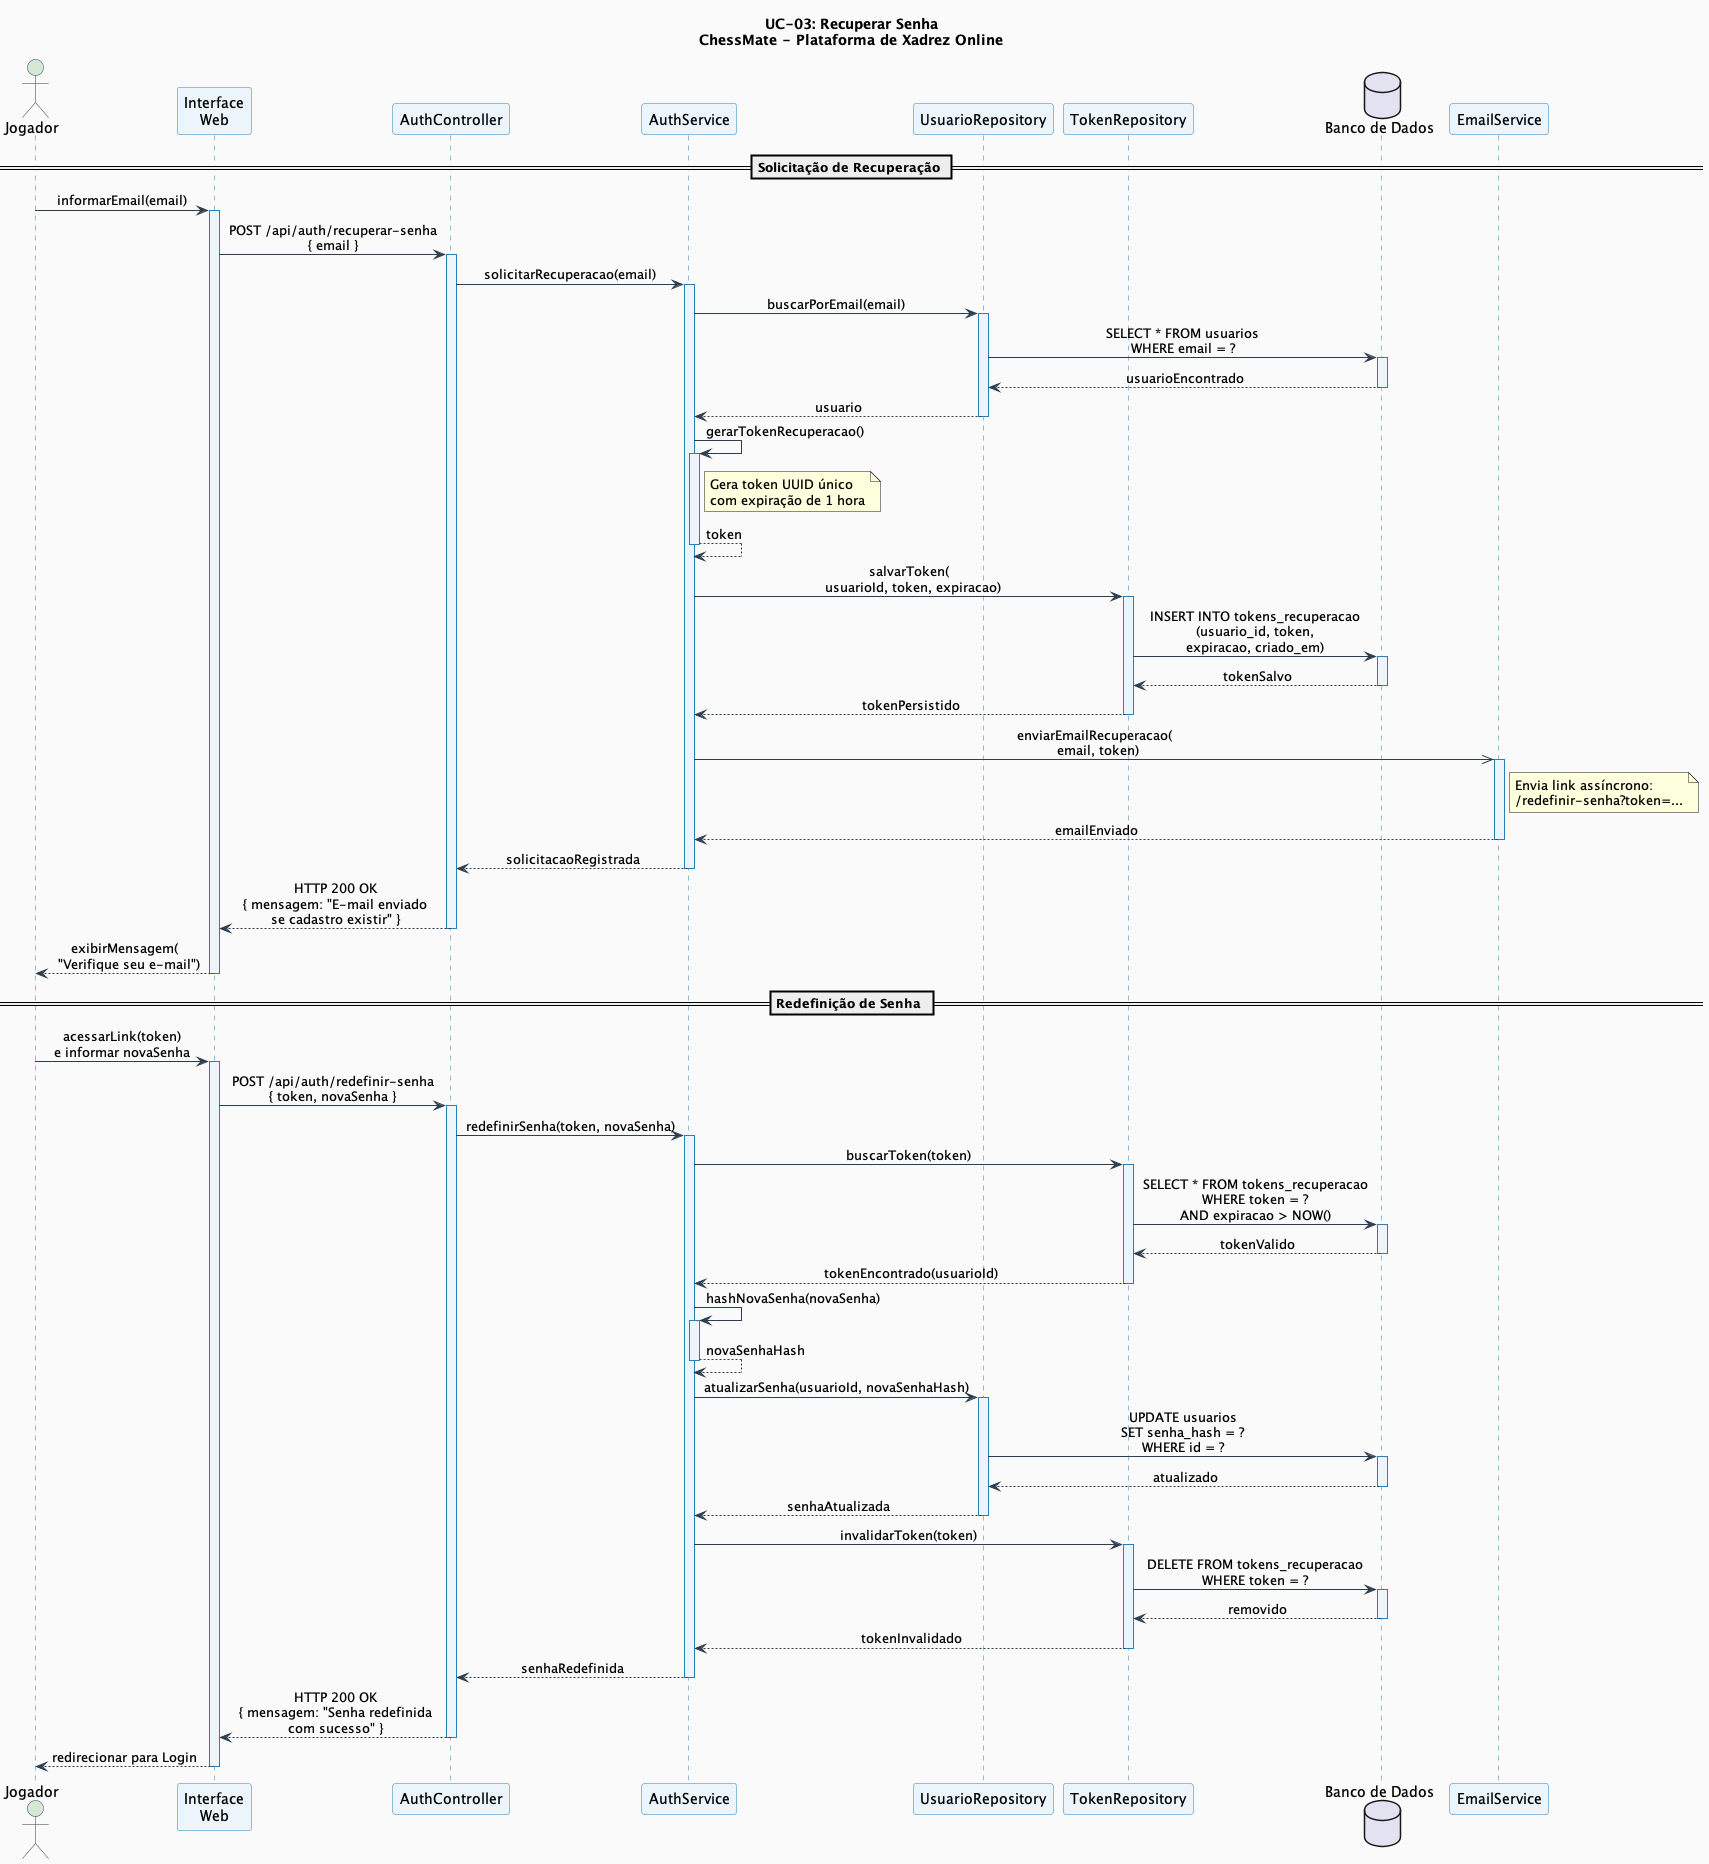 UC-03: Recuperar Senha
ChessMate - Plataforma de Xadrez Online
Jogador
Interface
Web
AuthController
AuthService
UsuarioRepository
TokenRepository
Banco de Dados
EmailService
Solicitação de Recuperação
informarEmail(email)
POST /api/auth/recuperar-senha
{ email }
solicitarRecuperacao(email)
buscarPorEmail(email)
SELECT * FROM usuarios
WHERE email = ?
usuarioEncontrado
usuario
gerarTokenRecuperacao()
Gera token UUID único
com expiração de 1 hora
token
salvarToken(
usuarioId, token, expiracao)
INSERT INTO tokens_recuperacao
(usuario_id, token,
expiracao, criado_em)
tokenSalvo
tokenPersistido
enviarEmailRecuperacao(
email, token)
Envia link assíncrono:
/redefinir-senha?token=...
emailEnviado
solicitacaoRegistrada
HTTP 200 OK
{ mensagem: "E-mail enviado
se cadastro existir" }
exibirMensagem(
"Verifique seu e-mail")
Redefinição de Senha
acessarLink(token)
e informar novaSenha
POST /api/auth/redefinir-senha
{ token, novaSenha }
redefinirSenha(token, novaSenha)
buscarToken(token)
SELECT * FROM tokens_recuperacao
WHERE token = ?
AND expiracao > NOW()
tokenValido
tokenEncontrado(usuarioId)
hashNovaSenha(novaSenha)
novaSenhaHash
atualizarSenha(usuarioId, novaSenhaHash)
UPDATE usuarios
SET senha_hash = ?
WHERE id = ?
atualizado
senhaAtualizada
invalidarToken(token)
DELETE FROM tokens_recuperacao
WHERE token = ?
removido
tokenInvalidado
senhaRedefinida
HTTP 200 OK
{ mensagem: "Senha redefinida
com sucesso" }
redirecionar para Login
Jogador
Interface
Web
AuthController
AuthService
UsuarioRepository
TokenRepository
Banco de Dados
EmailService